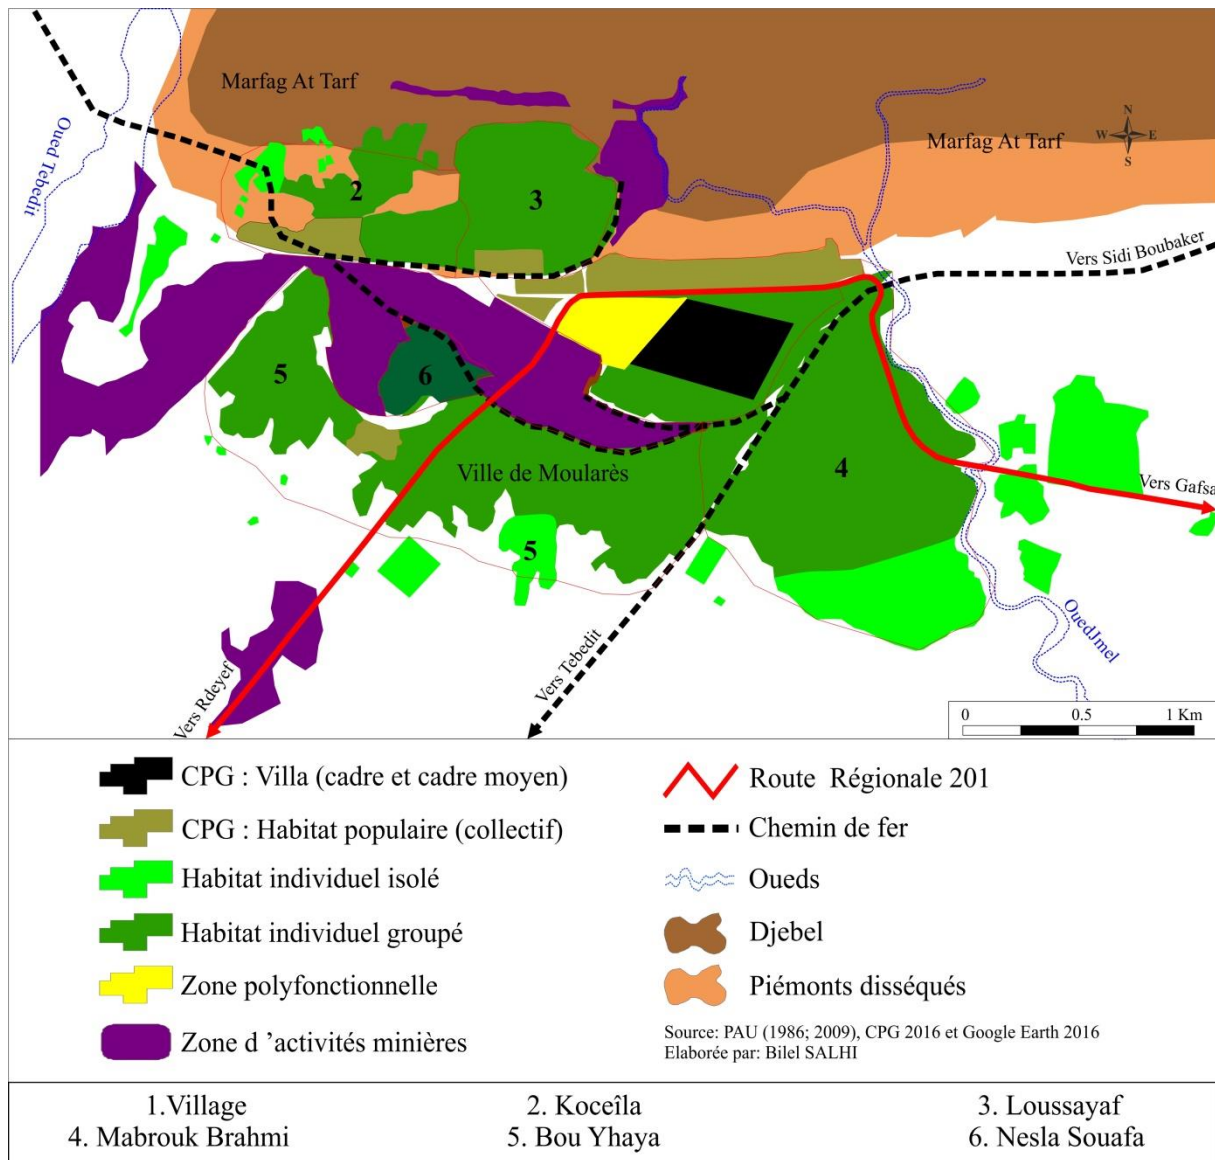 Marfag At Tarf
Marfag At Tarf
N
W E
S
Oued Tebedit
2
3
Vers Sidi Boubaker
5
6
4
Ville de Moularès
Vers Gafsa
5
OuedJmel
Vers Rdeyef
Vers Tebedit
0 0.5 1 Km
CPG : Villa (cadre et cadre moyen)
CPG : Habitat populaire (collectif)
Habitat individuel isolé
Habitat individuel groupé
Zone polyfonctionnelle
Zone d ’activités minières
Route Régionale 201
Chemin de fer
Oueds
Djebel
Piémonts disséqués
Source: PAU (1986; 2009), CPG 2016 et Google Earth 2016
Elaborée par: Bilel SALHI
1.Village 2. Koceîla 3. Loussayaf
4. Mabrouk Brahmi 5. Bou Yhaya 6. Nesla Souafa